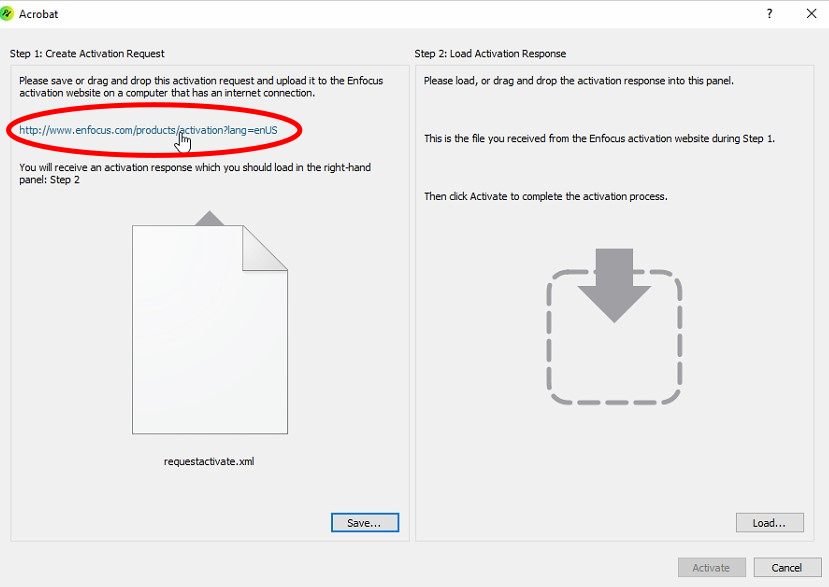 Acrobat
?
Step 1: Create Activation Request
Please save or drag and drop this activation request and upload it to the Enfocus
activation website on a computer that has an internet connection.
http://www.enfocus.com/products/activation?lang=enUS
You will receive an activation response which you should load in the right-hand
panel: Step 2
requestactivate.xml
Save...
Step 2: Load Activation Response
Please load, or drag and drop the activation response into this panel.
This is the file you received from the Enfocus activation website during Step 1.
Then click Activate to complete the activation process.
Load...
Activate
Cancel